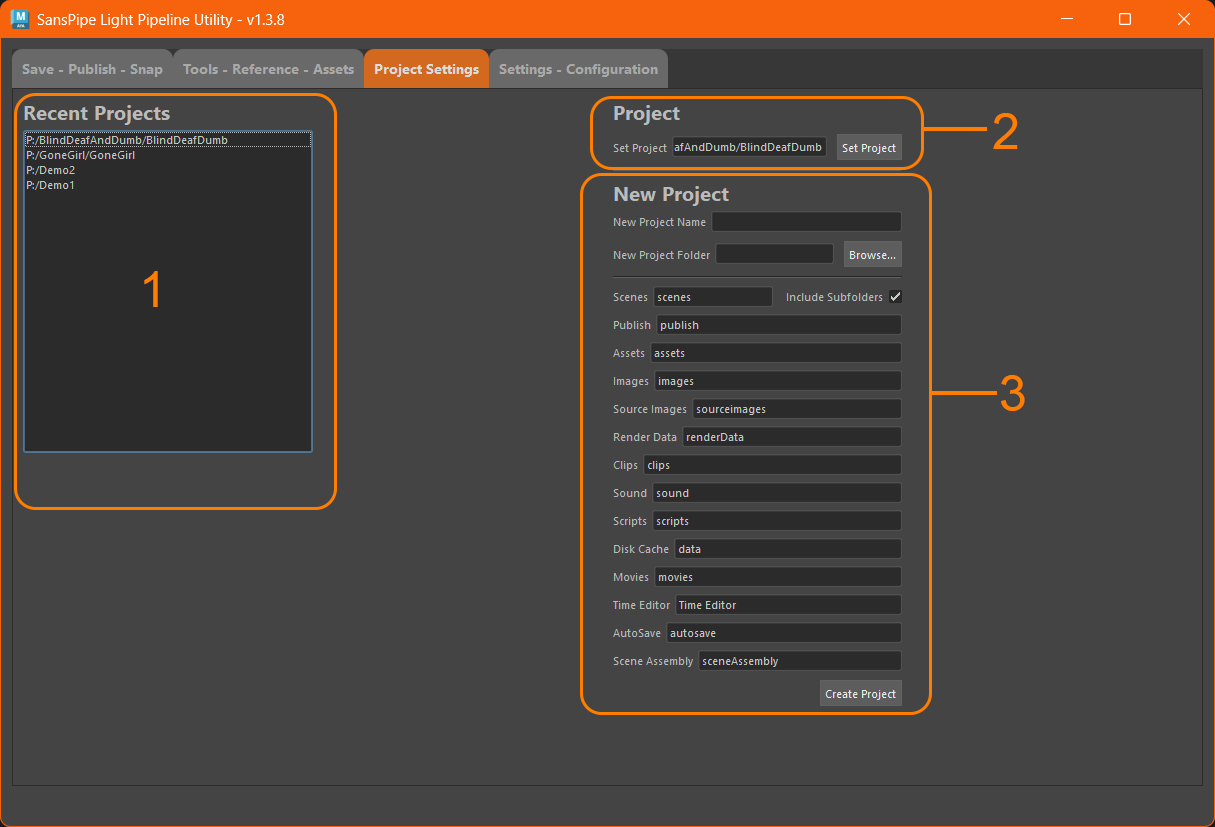 M
AYA
SansPipe Light Pipeline Utility - v1.3.8
Save - Publish - Snap
Tools - Reference - Assets
Project Settings
Settings - Configuration
Recent Projects
P:/BlindDeafAndDumb/BlindDeafDumb
P:/GoneGirl/GoneGirl
P:/Demo2
P:/Demo1
1
Project
Set Project afAndDumb/BlindDeafDumb Set Project
2
New Project
New Project Name
New Project Folder Browse...
Scenes scenes Include Subfolders
Publish publish
Assets assets
Images images
Source Images sourceimages
Render Data renderData
Clips clips
Sound sound
Scripts scripts
Disk Cache data
Movies movies
Time Editor Time Editor
AutoSave autosave
Scene Assembly sceneAssembly
Create Project
3